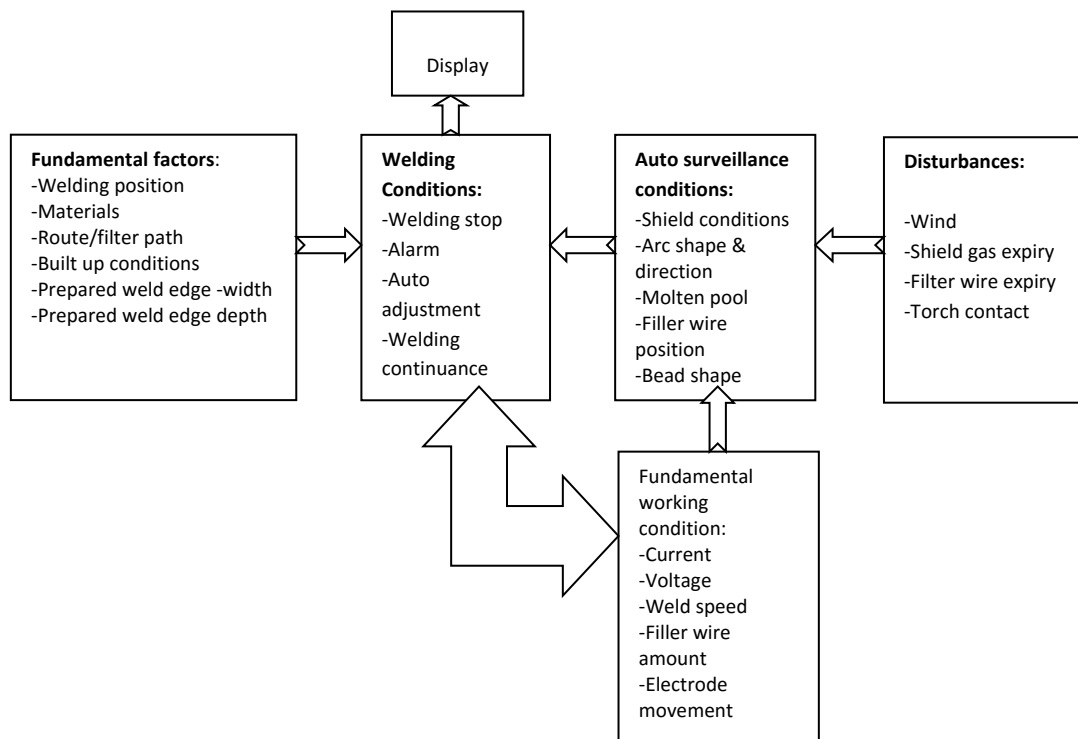 Display
Fundamental factors:
-Welding position
-Materials
-Route/filter path
-Built up conditions
-Prepared weld edge -width
-Prepared weld edge depth
Welding
Conditions:
-Welding stop
-Alarm
-Auto
adjustment
-Welding
continuance
Auto surveillance
conditions:
-Shield conditions
-Arc shape &
direction
-Molten pool
-Filler wire
position
-Bead shape
Disturbances:
-Wind
-Shield gas expiry
-Filter wire expiry
-Torch contact
Fundamental
working
condition:
-Current
-Voltage
-Weld speed
-Filler wire
amount
-Electrode
movement